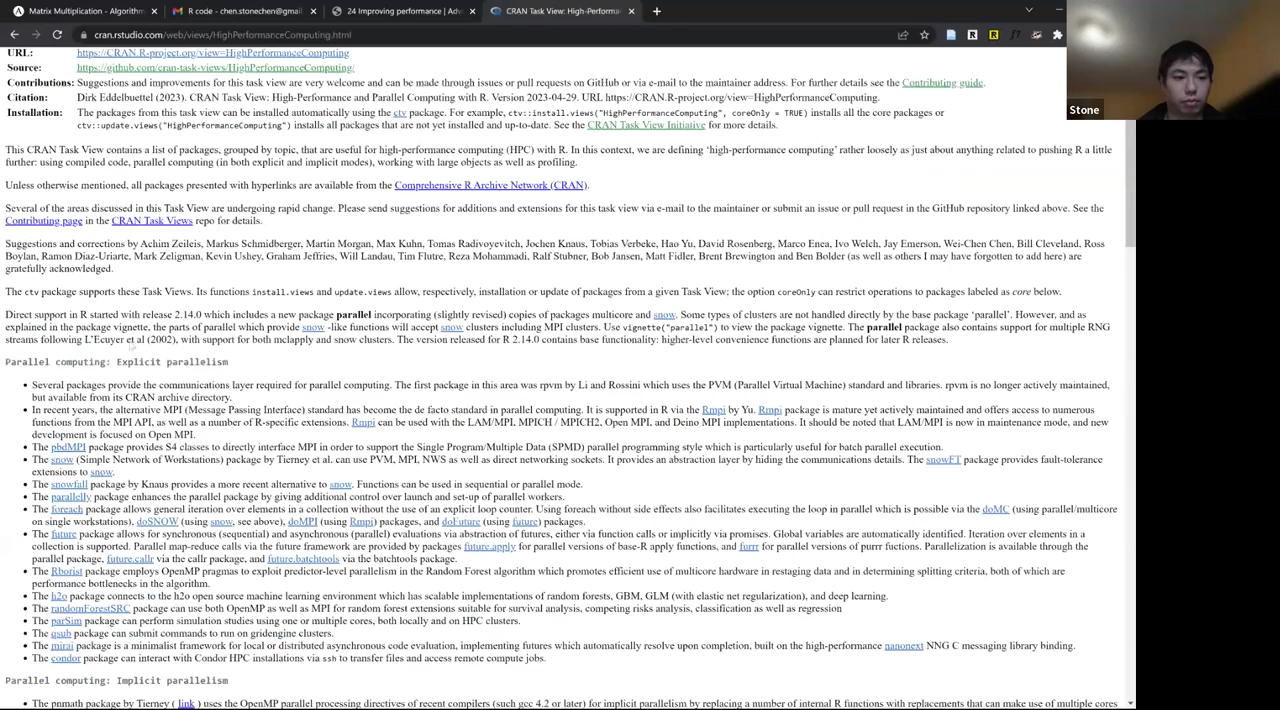 Matrix Multiplication - Algorithm
R code - chen.stonechen@gmail
24 Improving performance | Adv
CRAN Task View: High-Performa
cran.rstudio.com/web/views/HighPerformanceComputing.html
Stone
URL: https://CRAN.R-project.org/view=HighPerformanceComputing
Source: https://github.com/cran-task-views/HighPerformanceComputing/
Contributions: Suggestions and improvements for this task view are very welcome and can be made through issues or pull requests on GitHub or via e-mail to the maintainer address. For further details see the Contributing guide.
Citation: Dirk Eddelbuettel (2023). CRAN Task View: High-Performance and Parallel Computing with R. Version 2023-04-29. URL https://CRAN.R-project.org/view=HighPerformanceComputing.
Installation: The packages from this task view can be installed automatically using the ctv package. For example, ctv::install.views("HighPerformanceComputing", coreOnly = TRUE) installs all the core packages or
ctv::update.views("HighPerformanceComputing") installs all packages that are not yet installed and up-to-date. See the CRAN Task View Initiative for more details.
This CRAN Task View contains a list of packages, grouped by topic, that are useful for high-performance computing (HPC) with R. In this context, we are defining ‘high-performance computing’ rather loosely as just about anything related to pushing R a little
further: using compiled code, parallel computing (in both explicit and implicit modes), working with large objects as well as profiling.
Unless otherwise mentioned, all packages presented with hyperlinks are available from the Comprehensive R Archive Network (CRAN).
Several of the areas discussed in this Task View are undergoing rapid change. Please send suggestions for additions and extensions for this task view via e-mail to the maintainer or submit an issue or pull request in the GitHub repository linked above. See the
Contributing page in the CRAN Task Views repo for details.
Suggestions and corrections by Achim Zeileis, Markus Schmidberger, Martin Morgan, Max Kuhn, Tomas Radivoyevitch, Jochen Knaus, Tobias Verbeke, Hao Yu, David Rosenberg, Marco Enea, Ivo Welch, Jay Emerson, Wei-Chen Chen, Bill Cleveland, Ross
Boylan, Ramon Diaz-Uriarte, Mark Zeligman, Kevin Ushey, Graham Jeffries, Will Landau, Tim Flutre, Reza Mohammadi, Ralf Stubner, Bob Jansen, Matt Fidler, Brent Brewington and Ben Bolder (as well as others I may have forgotten to add here) are
gratefully acknowledged.
The ctv package supports these Task Views. Its functions install.views and update.views allow, respectively, installation or update of packages from a given Task View; the option coreOnly can restrict operations to packages labeled as core below.
Direct support in R started with release 2.14.0 which includes a new package parallel incorporating (slightly revised) copies of packages multicore and snow. Some types of clusters are not handled directly by the base package ‘parallel’. However, and as
explained in the package vignette, the parts of parallel which provide snow -like functions will accept snow clusters including MPI clusters. Use vignette("parallel") to view the package vignette. The parallel package also contains support for multiple RNG
streams following L’Ecuyer et al (2002), with support for both mclapply and snow clusters. The version released for R 2.14.0 contains base functionality: higher-level convenience functions are planned for later R releases.
Parallel computing: Explicit parallelism
• Several packages provide the communications layer required for parallel computing. The first package in this area was rpvm by Li and Rossini which uses the PVM (Parallel Virtual Machine) standard and libraries. rpvm is no longer actively maintained,
but available from its CRAN archive directory.
• In recent years, the alternative MPI (Message Passing Interface) standard has become the de facto standard in parallel computing. It is supported in R via the Rmpi by Yu. Rmpi package is mature yet actively maintained and offers access to numerous
functions from the MPI API, as well as a number of R-specific extensions. Rmpi can be used with the LAM/MPI, MPICH / MPICH2, Open MPI, and Deino MPI implementations. It should be noted that LAM/MPI is now in maintenance mode, and new
development is focused on Open MPI.
• The pbdMPI package provides S4 classes to directly interface MPI in order to support the Single Program/Multiple Data (SPMD) parallel programming style which is particularly useful for batch parallel execution.
• The snow (Simple Network of Workstations) package by Tierney et al. can use PVM, MPI, NWS as well as direct networking sockets. It provides an abstraction layer by hiding the communications details. The snowFT package provides fault-tolerance
extensions to snow.
• The snowfall package by Knaus provides a more recent alternative to snow. Functions can be used in sequential or parallel mode.
• The parallelly package enhances the parallel package by giving additional control over launch and set-up of parallel workers.
• The foreach package allows general iteration over elements in a collection without the use of an explicit loop counter. Using foreach without side effects also facilitates executing the loop in parallel which is possible via the doMC (using parallel/multicore
on single workstations), doSNOW (using snow, see above), doMPI (using Rmpi) packages, and doFuture (using future) packages.
• The future package allows for synchronous (sequential) and asynchronous (parallel) evaluations via abstraction of futures, either via function calls or implicitly via promises. Global variables are automatically identified. Iteration over elements in a
collection is supported. Parallel map-reduce calls via the future framework are provided by packages future.apply for parallel versions of base-R apply functions, and furrr for parallel versions of purrr fuctions. Parallelization is available through the
parallel package, future.callr via the callr package, and future.batchtools via the batchtools package.
• The Rborist package employs OpenMP pragmas to exploit predictor-level parallelism in the Random Forest algorithm which promotes efficient use of multicore hardware in restaging data and in determining splitting criteria, both of which are
performance bottlenecks in the algorithm.
• The h2o package connects to the h2o open source machine learning environment which has scalable implementations of random forests, GBM, GLM (with elastic net regularization), and deep learning.
• The randomForestSRC package can use both OpenMP as well as MPI for random forest extensions suitable for survival analysis, competing risks analysis, classification as well as regression
• The parSim package can perform simulation studies using one or multiple cores, both locally and on HPC clusters.
• The qsub package can submit commands to run on gridengine clusters.
• The mirai package is a minimalist framework for local or distributed asynchronous code evaluation, implementing futures which automatically resolve upon completion, built on the high-performance nanonext NNG C messaging library binding.
• The condor package can interact with Condor HPC installations via ssh to transfer files and access remote compute jobs.
Parallel computing: Implicit parallelism
• The pnmath package by Tierney ( link ) uses the OpenMP parallel processing directives of recent compilers (such gcc 4.2 or later) for implicit parallelism by replacing a number of internal R functions with replacements that can make use of multiple cores